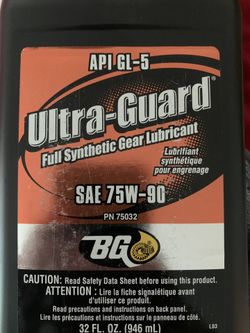 API GL-5
Ultra-Guard®
Full Synthetic Gear Lubricant
Lubrifiant
synthétique
pour engrenage
SAE 75W-90
PN 75032
BG
CAUTION: Read Safety Data Sheet before using this product.
ATTENTION : Lire la fiche signalétique avant
d'utiliser ce produit.
Read precautions and instructions on back panel.
Lire les précautions et instructions sur le panneau de côté.
32 FL. OZ. (946 mL)
L03